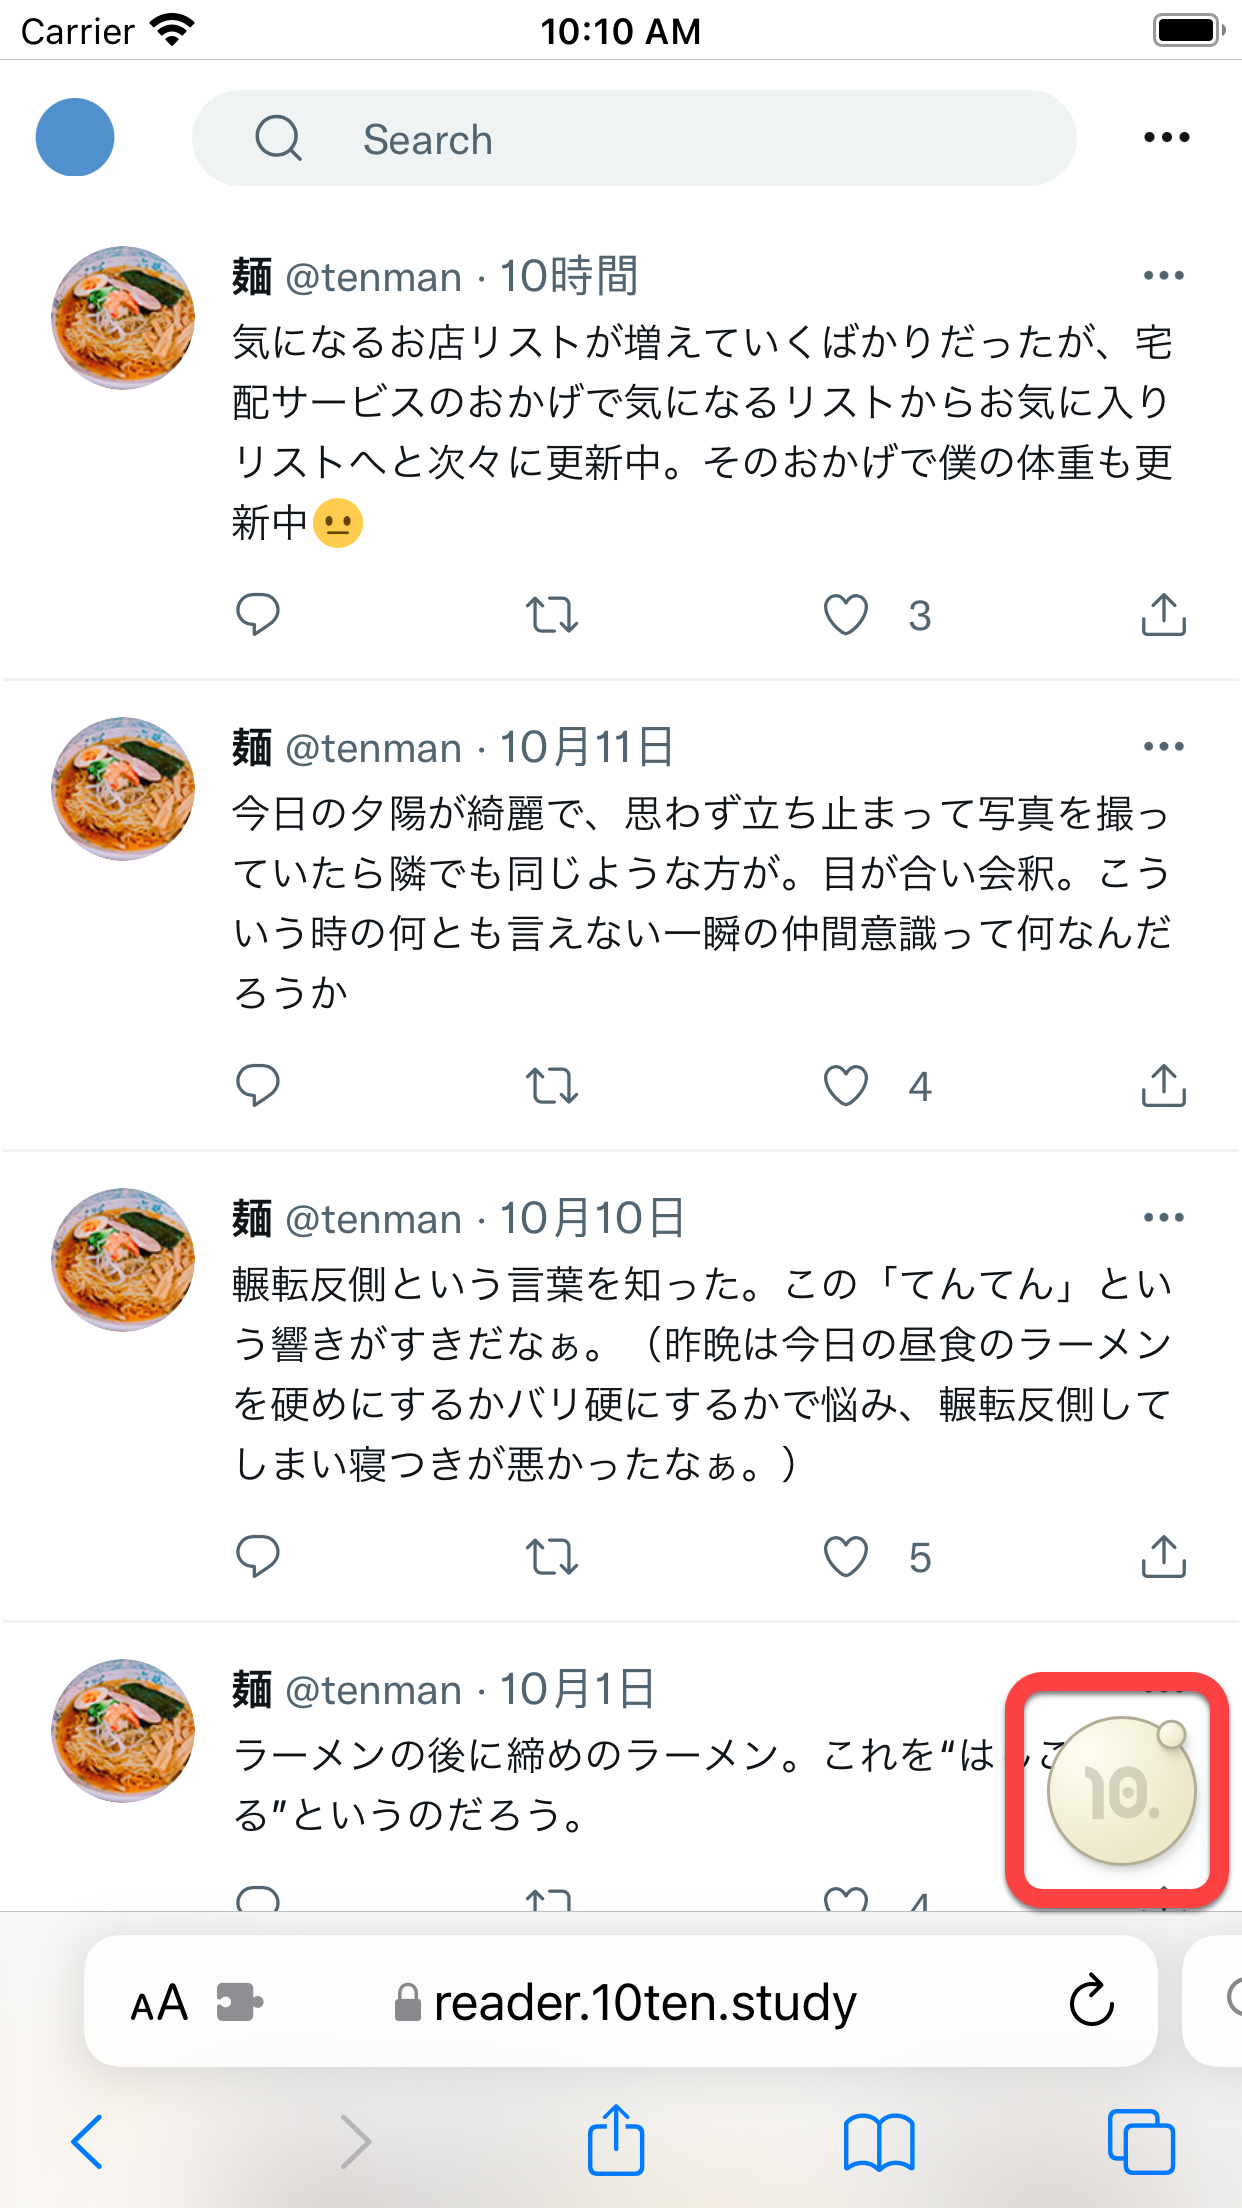 Carrier 10:10 AM
Search
麺 @tenman · 10時間
気になるお店リストが増えていくばかりだったが、宅
配サービスのおかげで気になるリストからお気に入り
リストへと次々に更新中。そのおかげで僕の体重も更
新中😐
3
麺 @tenman · 10月11日
今日の夕陽が綺麗で、思わず立ち止まって写真を撮っ
ていたら隣でも同じような方が。目が合い会釈。こう
いう時の何とも言えない一瞬の仲間意識って何なんだ
ろうか
4
麺 @tenman · 10月10日
輾転反側という言葉を知った。この「てんてん」とい
う響きがすきだなぁ。（昨晩は今日の昼食のラーメン
を硬めにするかバリ硬にするかで悩み、輾転反側して
しまい寝つきが悪かったなぁ。）
5
麺 @tenman · 10月1日
ラーメンの後に締めのラーメン。これを“は
る”というのだろう。
10.
4
AA reader.10ten.study